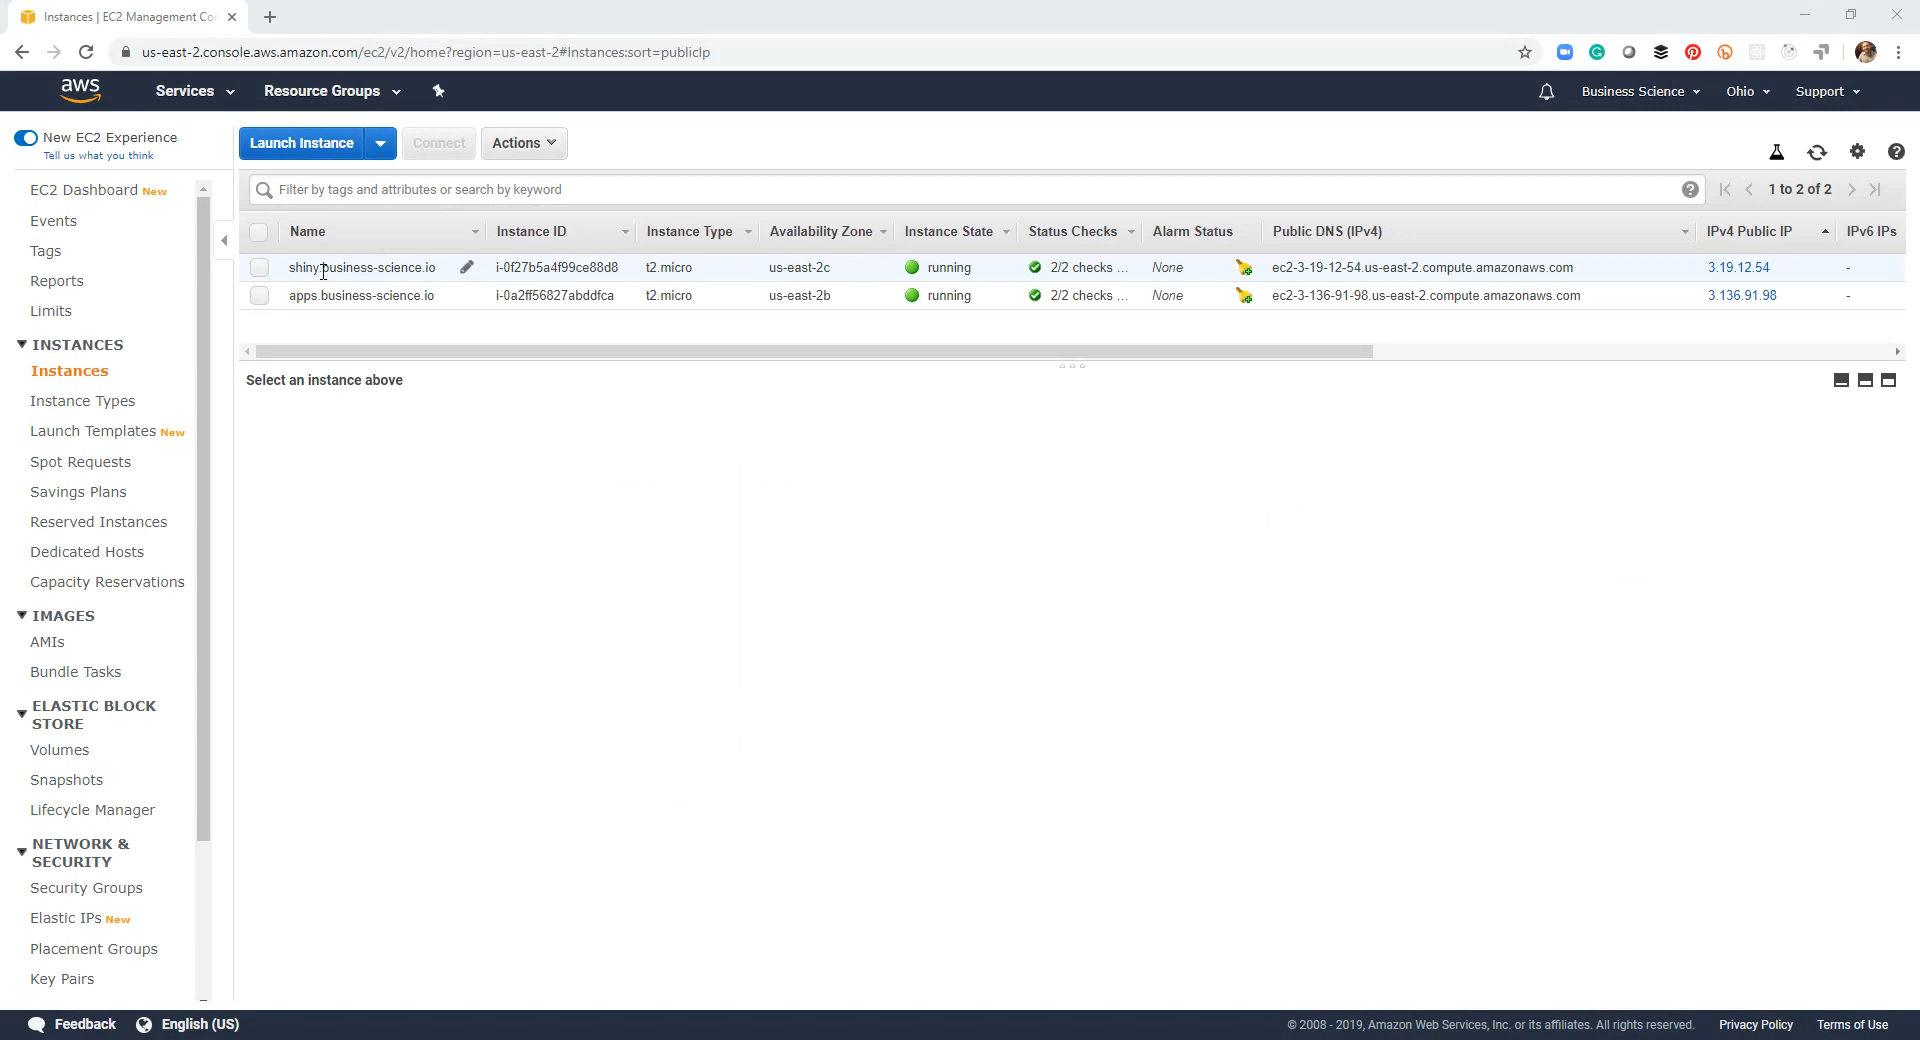 Instances | EC2 Management Co
us-east-2.console.aws.amazon.com/ec2/v2/home?region=us-east-2#Instances:sort=publicIp
aws Services Resource Groups Business Science Ohio Support
New EC2 Experience
Tell us what you think
EC2 Dashboard New
Events
Tags
Reports
Limits
INSTANCES
Instances
Instance Types
Launch Templates New
Spot Requests
Savings Plans
Reserved Instances
Dedicated Hosts
Capacity Reservations
IMAGES
AMIs
Bundle Tasks
ELASTIC BLOCK
STORE
Volumes
Snapshots
Lifecycle Manager
NETWORK &
SECURITY
Security Groups
Elastic IPs New
Placement Groups
Key Pairs
Launch Instance Connect Actions
Filter by tags and attributes or search by keyword 1 to 2 of 2
Name Instance ID Instance Type Availability Zone Instance State Status Checks Alarm Status Public DNS (IPv4) IPv4 Public IP IPv6 IPs
shiny.business-science.io i-0f27b5a4f99ce88d8 t2.micro us-east-2c running 2/2 checks ... None ec2-3-19-12-54.us-east-2.compute.amazonaws.com 3.19.12.54 -
apps.business-science.io i-0a2ff56827abddfca t2.micro us-east-2b running 2/2 checks ... None ec2-3-136-91-98.us-east-2.compute.amazonaws.com 3.136.91.98 -
Select an instance above
Feedback English (US) © 2008 - 2019, Amazon Web Services, Inc. or its affiliates. All rights reserved. Privacy Policy Terms of Use